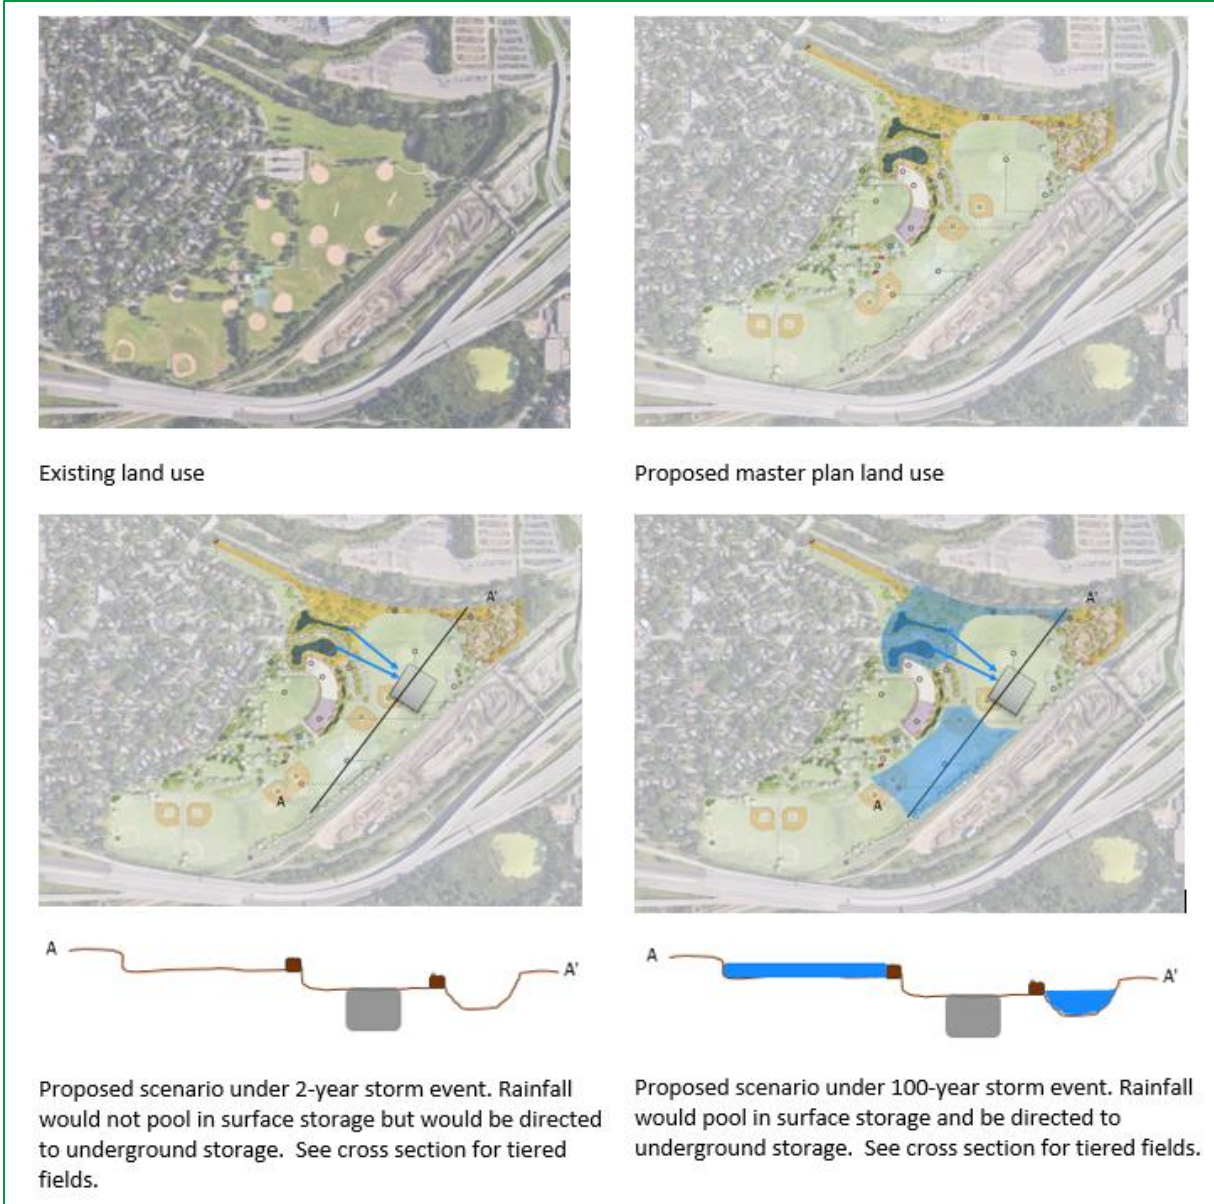 Existing land use
Proposed master plan land use
A'
A
A'
A
A
A'
A
A'
Proposed scenario under 2-year storm event. Rainfall
would not pool in surface storage but would be directed
to underground storage.  See cross section for tiered
fields.
Proposed scenario under 100-year storm event. Rainfall
would pool in surface storage and be directed to
underground storage.  See cross section for tiered fields.